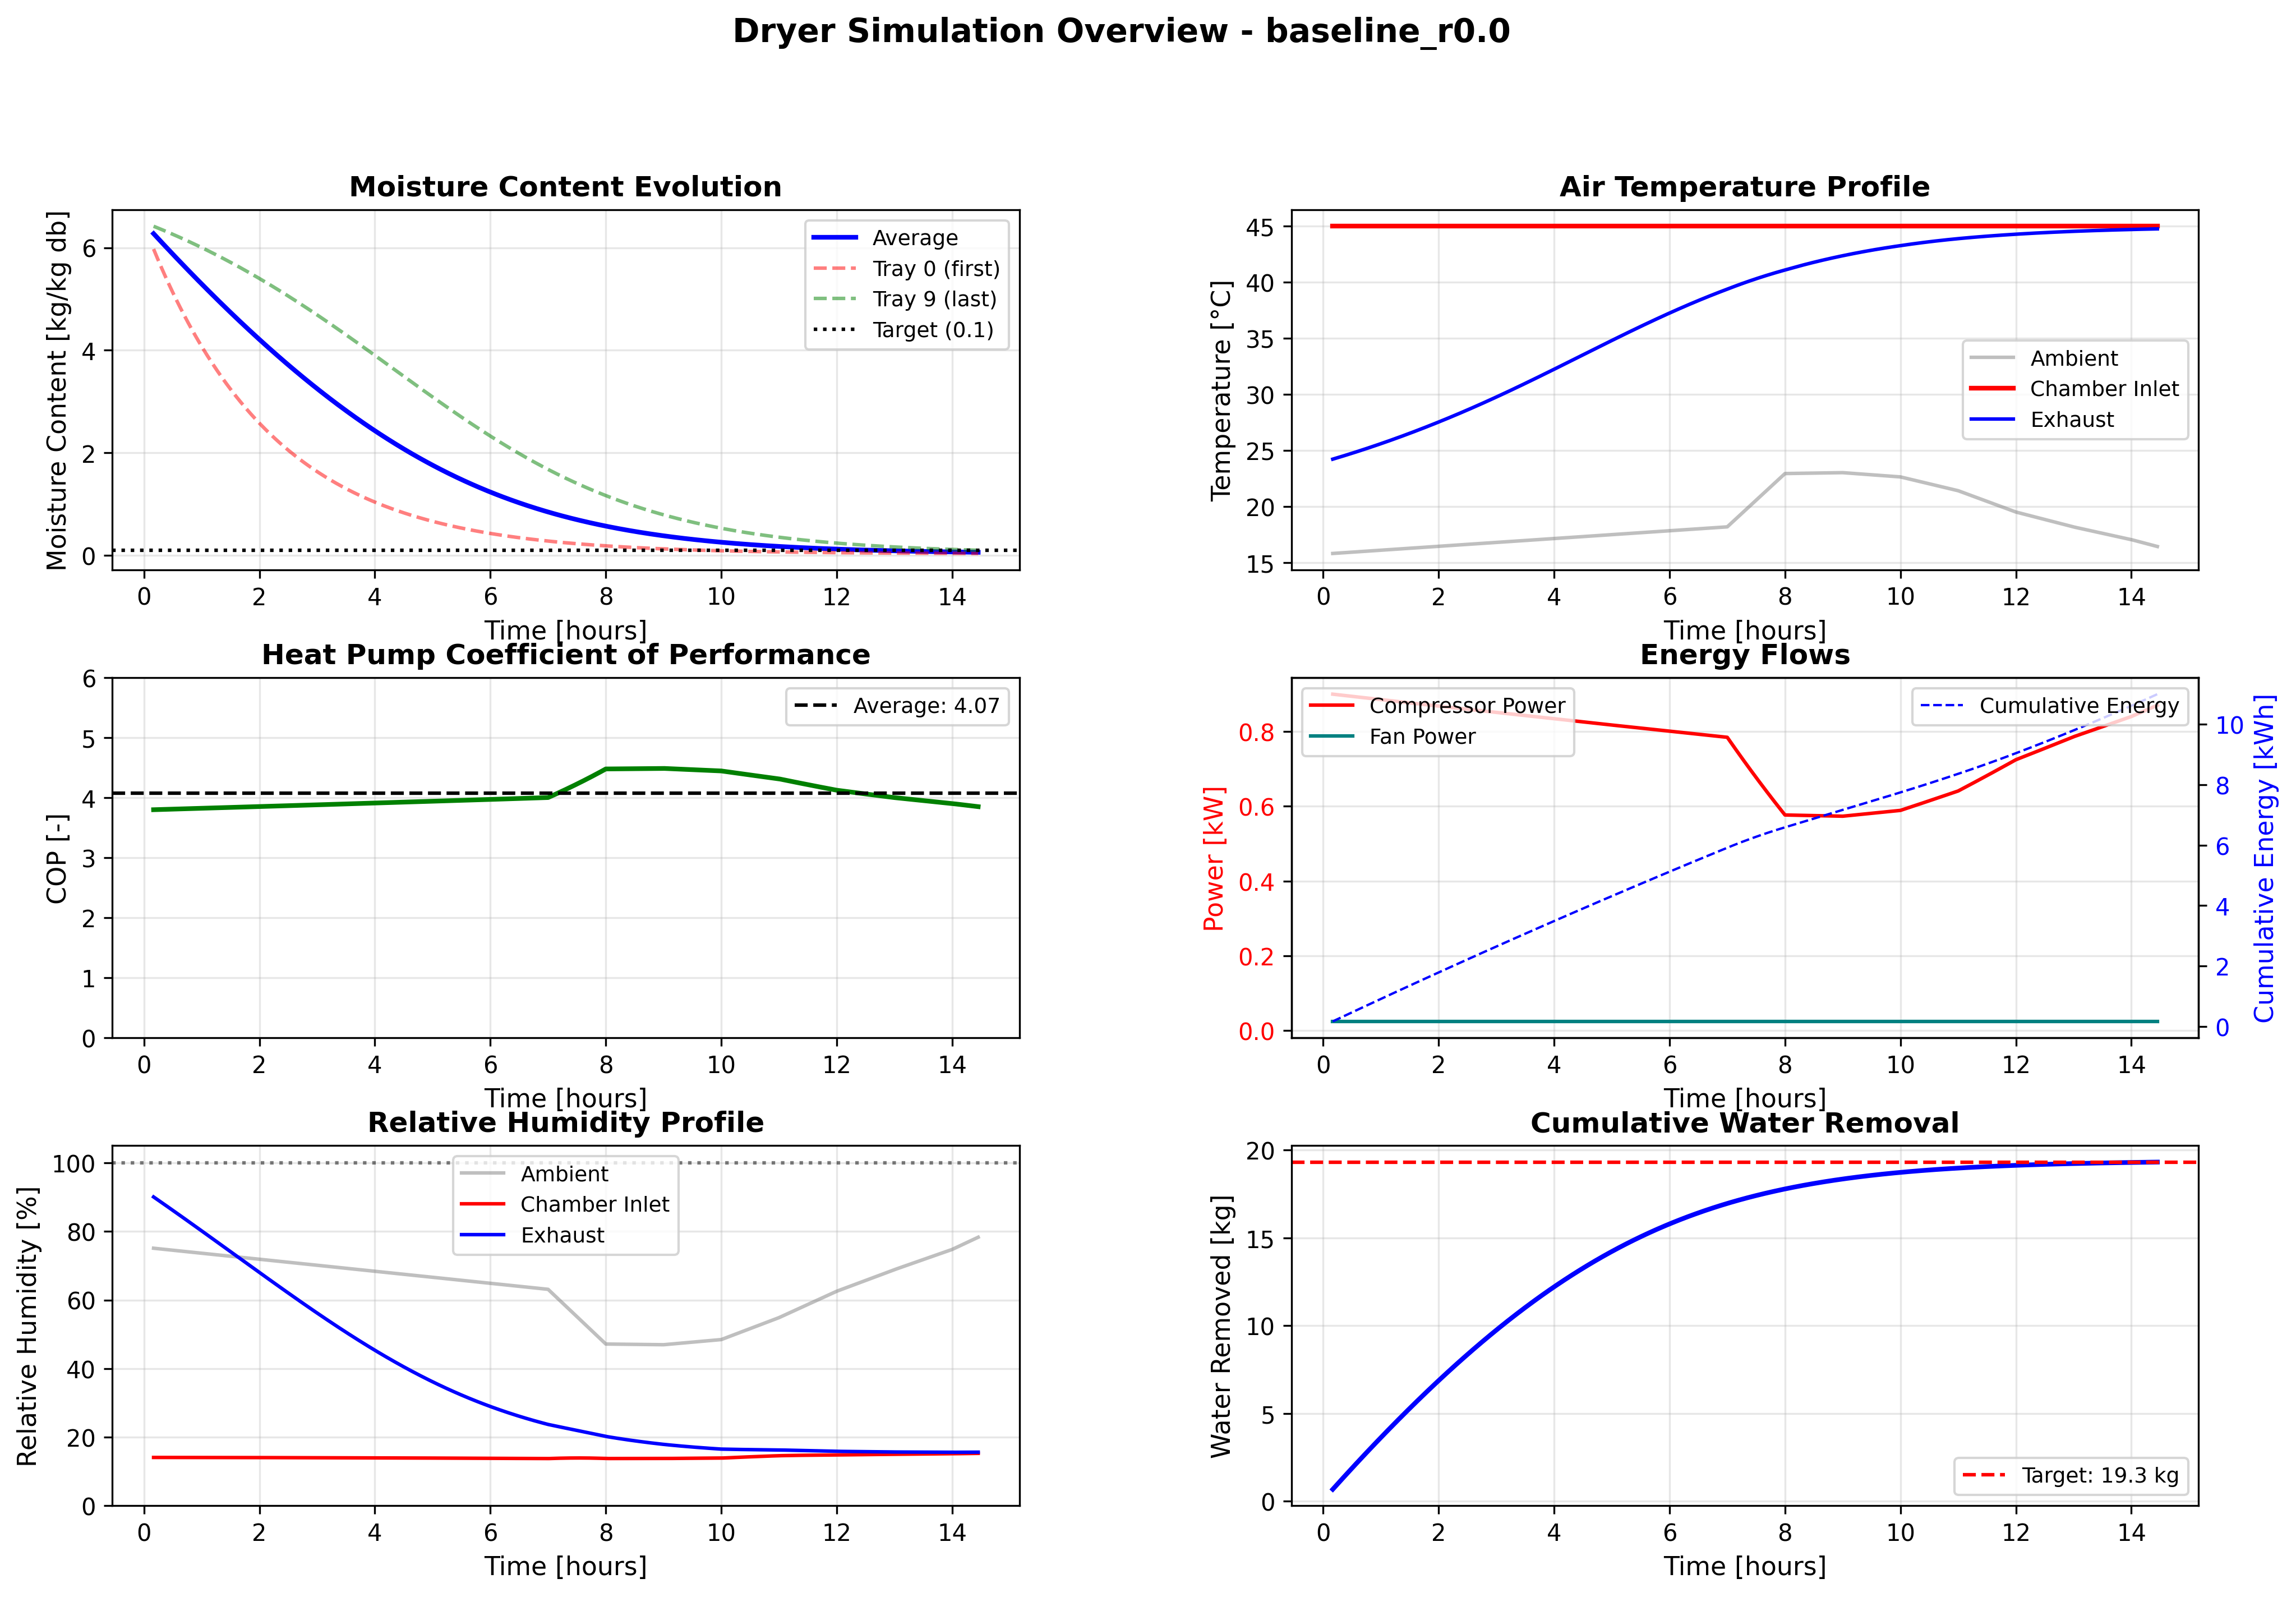 Dryer Simulation Overview - baseline_r0.0
Moisture Content Evolution
Moisture Content [kg/kg db]
6
4
2
0
Average
Tray 0 (first)
Tray 9 (last)
Target (0.1)
0 2 4 6 8 10 12 14
Time [hours]
Air Temperature Profile
Temperature [°C]
45
40
35
30
25
20
15
Ambient
Chamber Inlet
Exhaust
0 2 4 6 8 10 12 14
Time [hours]
Heat Pump Coefficient of Performance
COP [-]
6
5
4
3
2
1
0
Average: 4.07
0 2 4 6 8 10 12 14
Time [hours]
Energy Flows
Power [kW]
0.8
0.6
0.4
0.2
0.0
Compressor Power
Fan Power
Cumulative Energy
10
8
6
4
2
0
Cumulative Energy [kWh]
0 2 4 6 8 10 12 14
Time [hours]
Relative Humidity Profile
Relative Humidity [%]
100
80
60
40
20
0
Ambient
Chamber Inlet
Exhaust
0 2 4 6 8 10 12 14
Time [hours]
Cumulative Water Removal
Water Removed [kg]
20
15
10
5
0
Target: 19.3 kg
0 2 4 6 8 10 12 14
Time [hours]